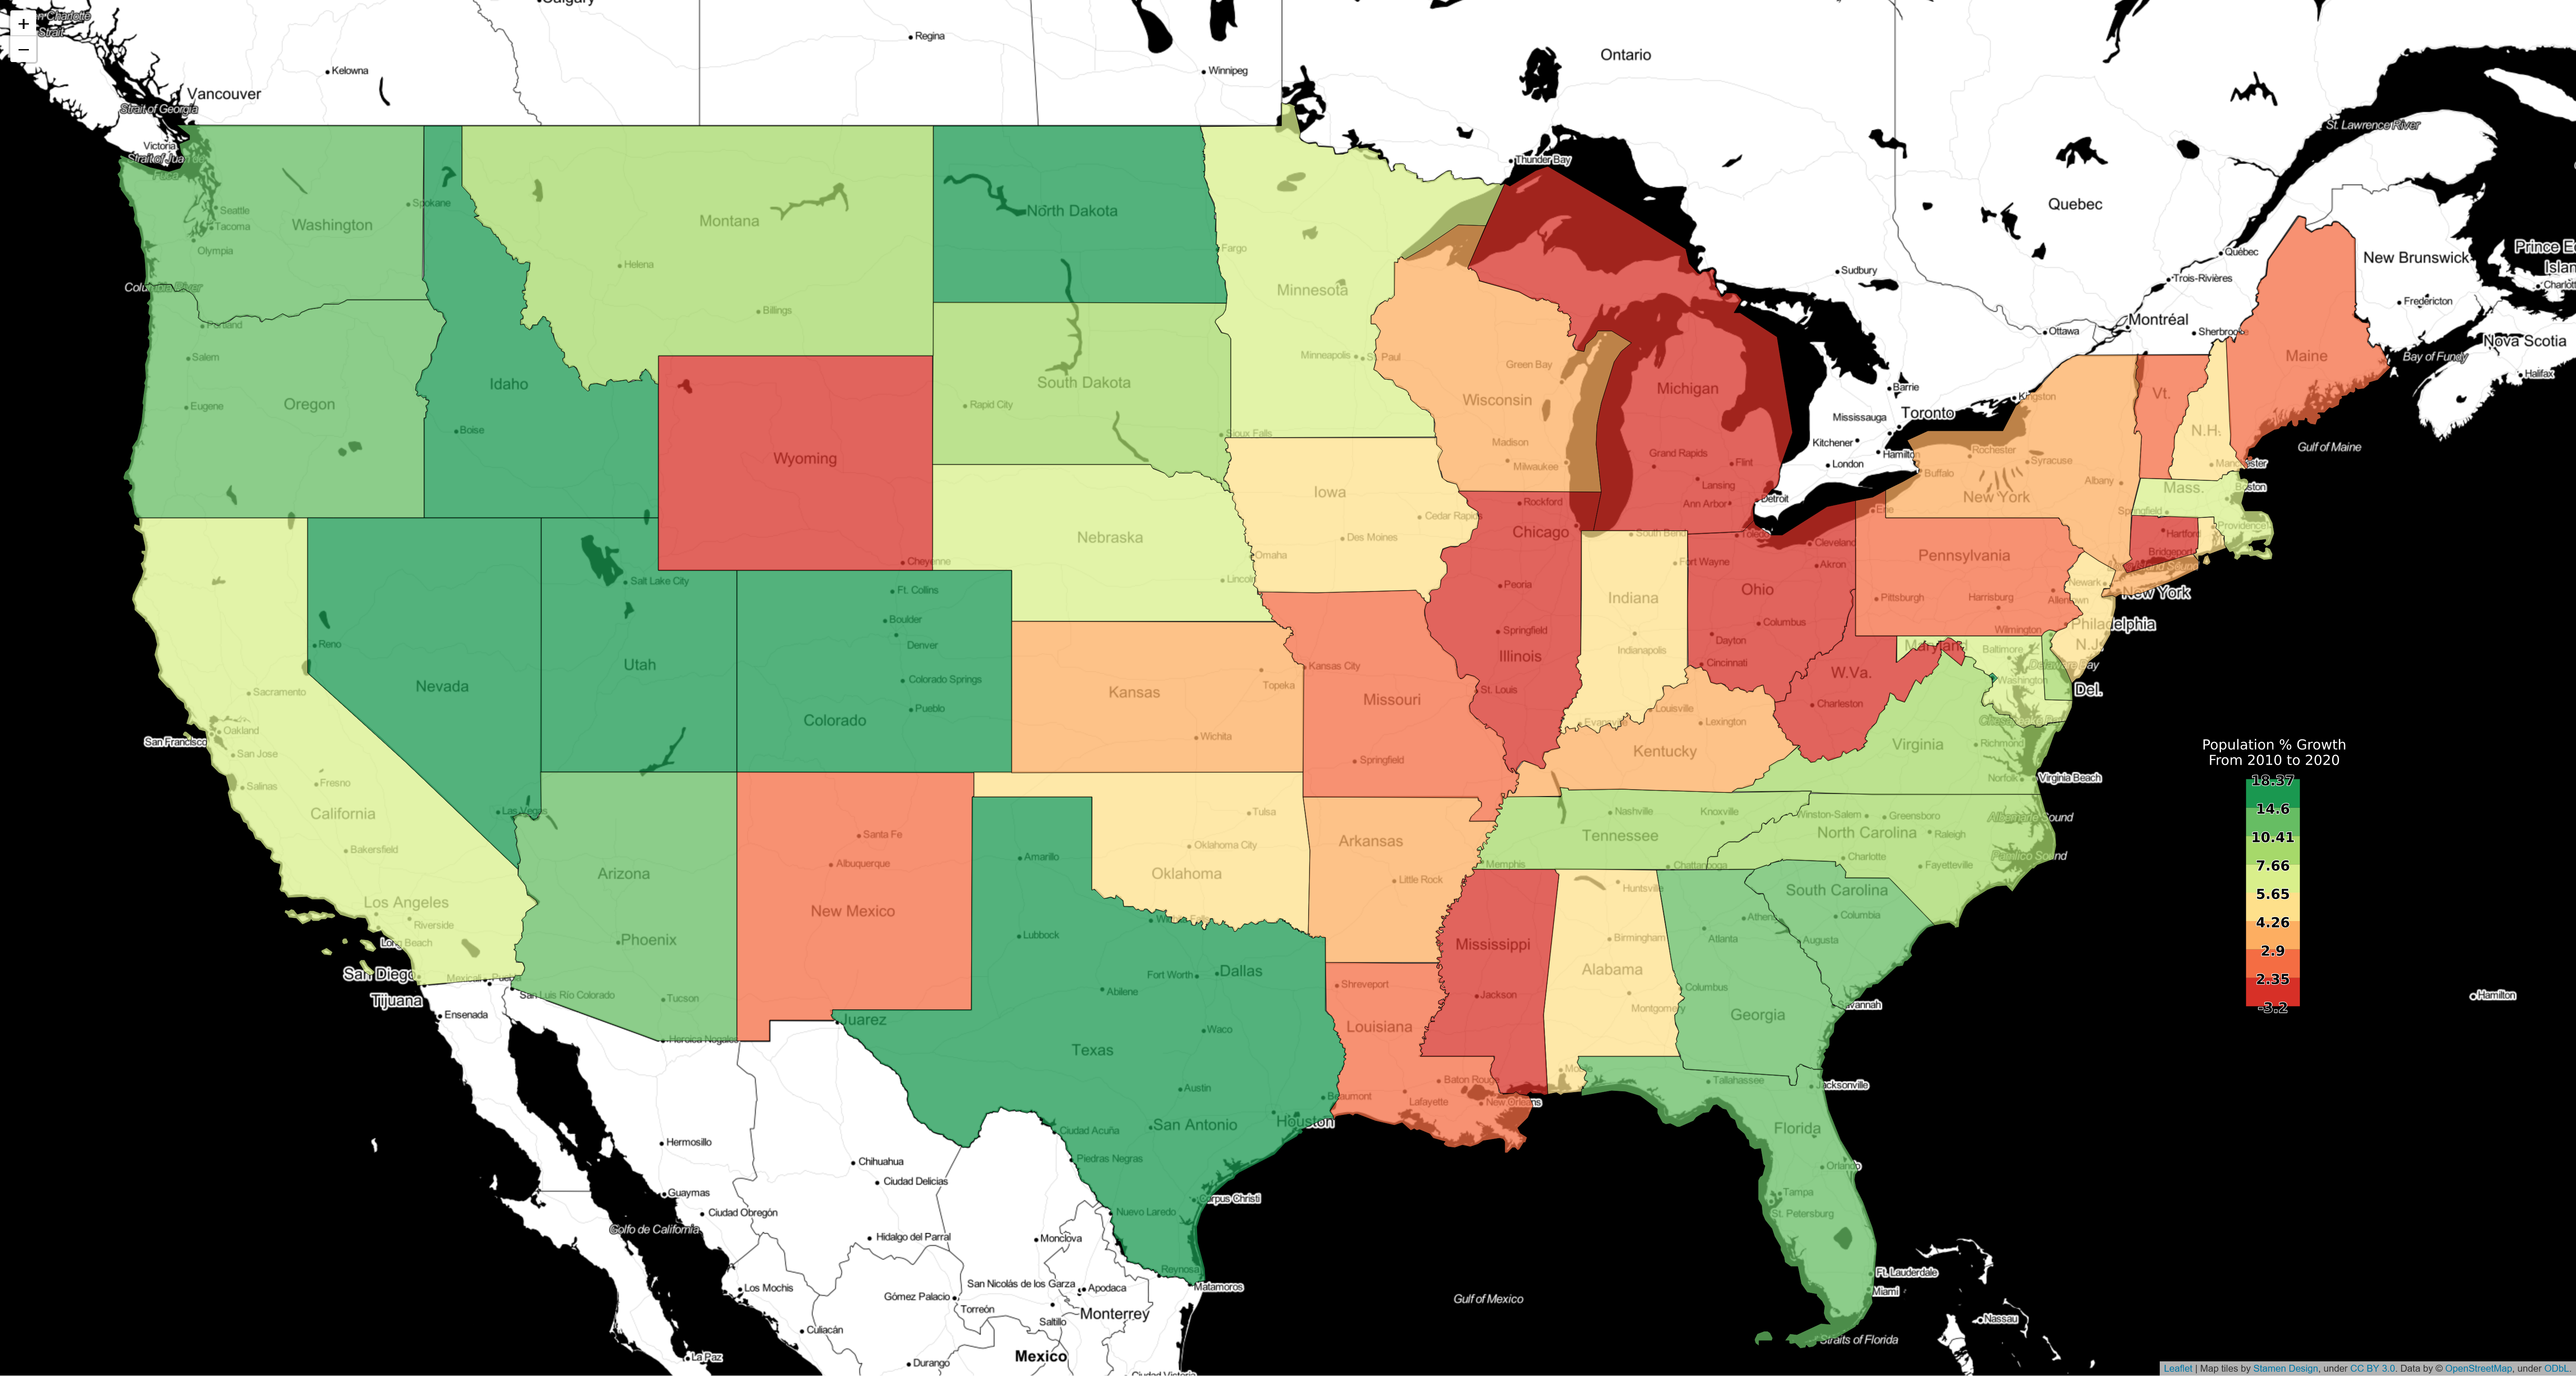 +
−
Calgary
Strait
Regina
Kelowna
Winnipeg
Ontario
Vancouver
Strait of Georgia
Victoria
Strait of Juan de
Fuca
Thunder Bay
St. Lawrence River
Quebec
Québec
Prince E
Islan
Charlott
New Brunswick
Sudbury
Trois-Rivières
Fredericton
Montréal
Sherbrooke
Ottawa
Nova Scotia
Bay of Fundy
Halifax
Spokane
Seattle
Tacoma
Olympia
Washington
Columbia River
Portland
Salem
Eugene
Oregon
Idaho
Boise
Montana
Helena
Billings
North Dakota
Fargo
South Dakota
Rapid City
Sioux Falls
Minnesota
Minneapolis
St. Paul
Wyoming
Cheyenne
Nebraska
Omaha
Lincoln
Iowa
Cedar Rapids
Des Moines
Wisconsin
Green Bay
Madison
Milwaukee
Michigan
Grand Rapids
Flint
Lansing
Ann Arbor
Detroit
Barrie
Mississauga
Toronto
Kitchener
Hamilton
London
Kingston
Rochester
Syracuse
Buffalo
Albany
New York
Vt.
N.H.
Maine
Manchester
Gulf of Maine
Mass.
Boston
Springfield
Providence
Hartford
Bridgeport
Long Island Sound
New York
Newark
Erie
Pennsylvania
Pittsburgh
Harrisburg
Allentown
Wilmington
Philadelphia
N.J.
Delaware Bay
Del.
Maryland
Baltimore
Washington
Rockford
Chicago
Peoria
Springfield
Illinois
South Bend
Fort Wayne
Indiana
Indianapolis
Evansville
Toledo
Cleveland
Akron
Ohio
Columbus
Dayton
Cincinnati
W.Va.
Charleston
Virginia
Richmond
Norfolk
Virginia Beach
Louisville
Lexington
Kentucky
Reno
Nevada
Las Vegas
Salt Lake City
Utah
Ft. Collins
Boulder
Denver
Colorado Springs
Pueblo
Colorado
Kansas
Topeka
Wichita
Kansas City
Missouri
St. Louis
Springfield
Sacramento
Oakland
San Francisco
San Jose
Salinas
Fresno
California
Bakersfield
Los Angeles
Riverside
Long Beach
San Diego
Tijuana
Mexicali
Puebla
San Luis Río Colorado
Ensenada
Arizona
Phoenix
Tucson
Heroica Nogales
Santa Fe
Albuquerque
New Mexico
Juarez
Tulsa
Oklahoma City
Oklahoma
Wichita Falls
Amarillo
Lubbock
Fort Worth
Dallas
Abilene
Waco
Texas
Austin
San Antonio
Houston
Beaumont
Corpus Christi
Arkansas
Little Rock
Shreveport
Louisiana
Baton Rouge
Lafayette
New Orleans
Memphis
Nashville
Knoxville
Tennessee
Chattanooga
Winston-Salem
Greensboro
North Carolina
Raleigh
Charlotte
Fayetteville
Albemarle Sound
Pamlico Sound
Mississippi
Jackson
Huntsville
Birmingham
Alabama
Montgomery
Mobile
South Carolina
Columbia
Athens
Atlanta
Augusta
Columbus
Georgia
Savannah
Tallahassee
Jacksonville
Florida
Orlando
Tampa
St. Petersburg
Ft. Lauderdale
Miami
Straits of Florida
Nassau
Hamilton
Gulf of Mexico
Ciudad Acuña
Piedras Negras
Nuevo Laredo
Reynosa
Matamoros
Hermosillo
Chihuahua
Ciudad Delicias
Guaymas
Ciudad Obregón
Golfo de California
Hidalgo del Parral
Monclova
Los Mochis
San Nicolás de los Garza
Apodaca
Gómez Palacio
Torreón
Monterrey
Saltillo
Culiacán
Durango
Mexico
La Paz
Ciudad Victoria
Population % Growth
From 2010 to 2020
18.37
14.6
10.41
7.66
5.65
4.26
2.9
2.35
-3.2
Leaflet | Map tiles by Stamen Design, under CC BY 3.0. Data by © OpenStreetMap, under ODbL.